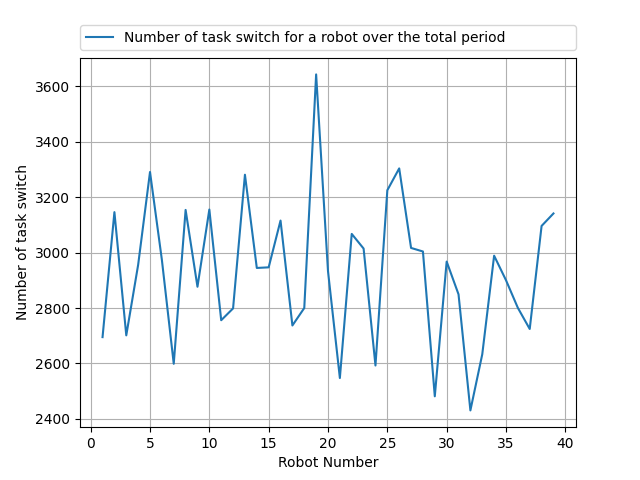 Number of task switch for a robot over the total period
3600
3400
3200
3000
2800
2600
2400
Number of task switch
0 5 10 15 20 25 30 35 40
Robot Number